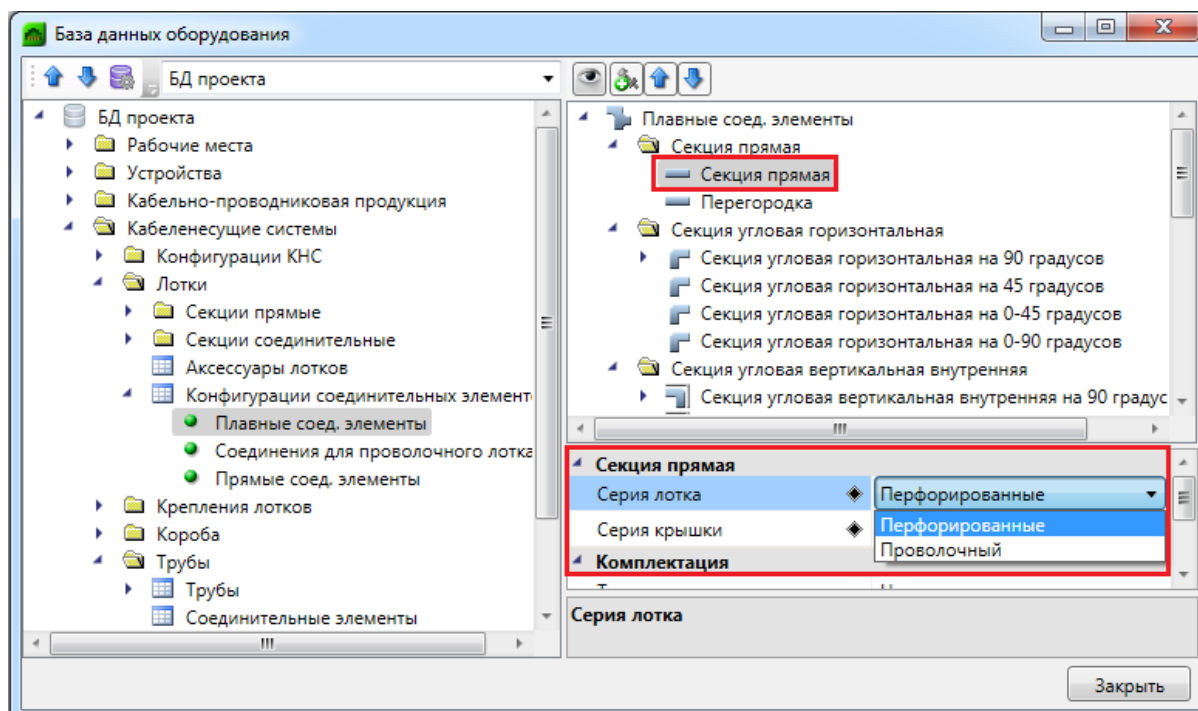 База данных оборудования
БД проекта
БД проекта
Рабочие места
Устройства
Кабельно-проводниковая продукция
Кабеленесущие системы
Конфигурации КНС
Лотки
Секции прямые
Секции соединительные
Аксессуары лотков
Конфигурации соединительных элемент
Плавные соед. элементы
Соединения для проволочного лотка
Прямые соед. элементы
Крепления лотков
Короба
Трубы
Трубы
Соединительные элементы
Плавные соед. элементы
Секция прямая
Секция прямая
Перегородка
Секция угловая горизонтальная
Секция угловая горизонтальная на 90 градусов
Секция угловая горизонтальная на 45 градусов
Секция угловая горизонтальная на 0-45 градусов
Секция угловая горизонтальная на 0-90 градусов
Секция угловая вертикальная внутренняя
Секция угловая вертикальная внутренняя на 90 градус
Секция прямая
Серия лотка Перфорированные
Серия крышки Перфорированные
Проволочный
Комплектация
Серия лотка
Закрыть